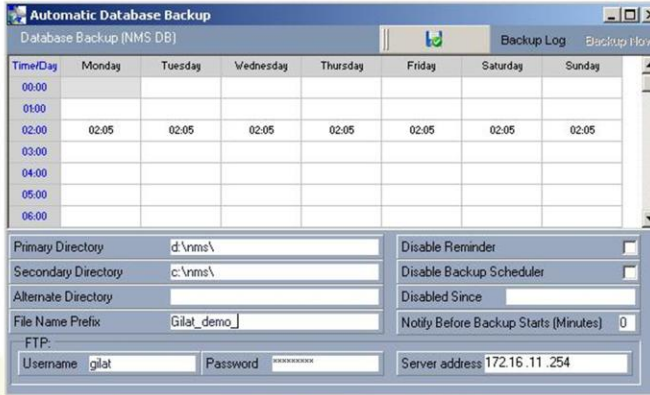 Automatic Database Backup
Database Backup (NMS DB) Backup Log Backup Now
Time/Day Monday Tuesday Wednesday Thursday Friday Saturday Sunday
00:00
01:00
02:00 02:05 02:05 02:05 02:05 02:05 02:05 02:05
03:00
04:00
05:00
06:00
Primary Directory d:\nms\ Disable Reminder
Secondary Directory c:\nms\ Disable Backup Scheduler
Alternate Directory Disabled Since
File Name Prefix Gilat_demo_ Notify Before Backup Starts (Minutes) 0
FTP:
Username gilat Password ********* Server address 172.16 .11 .254